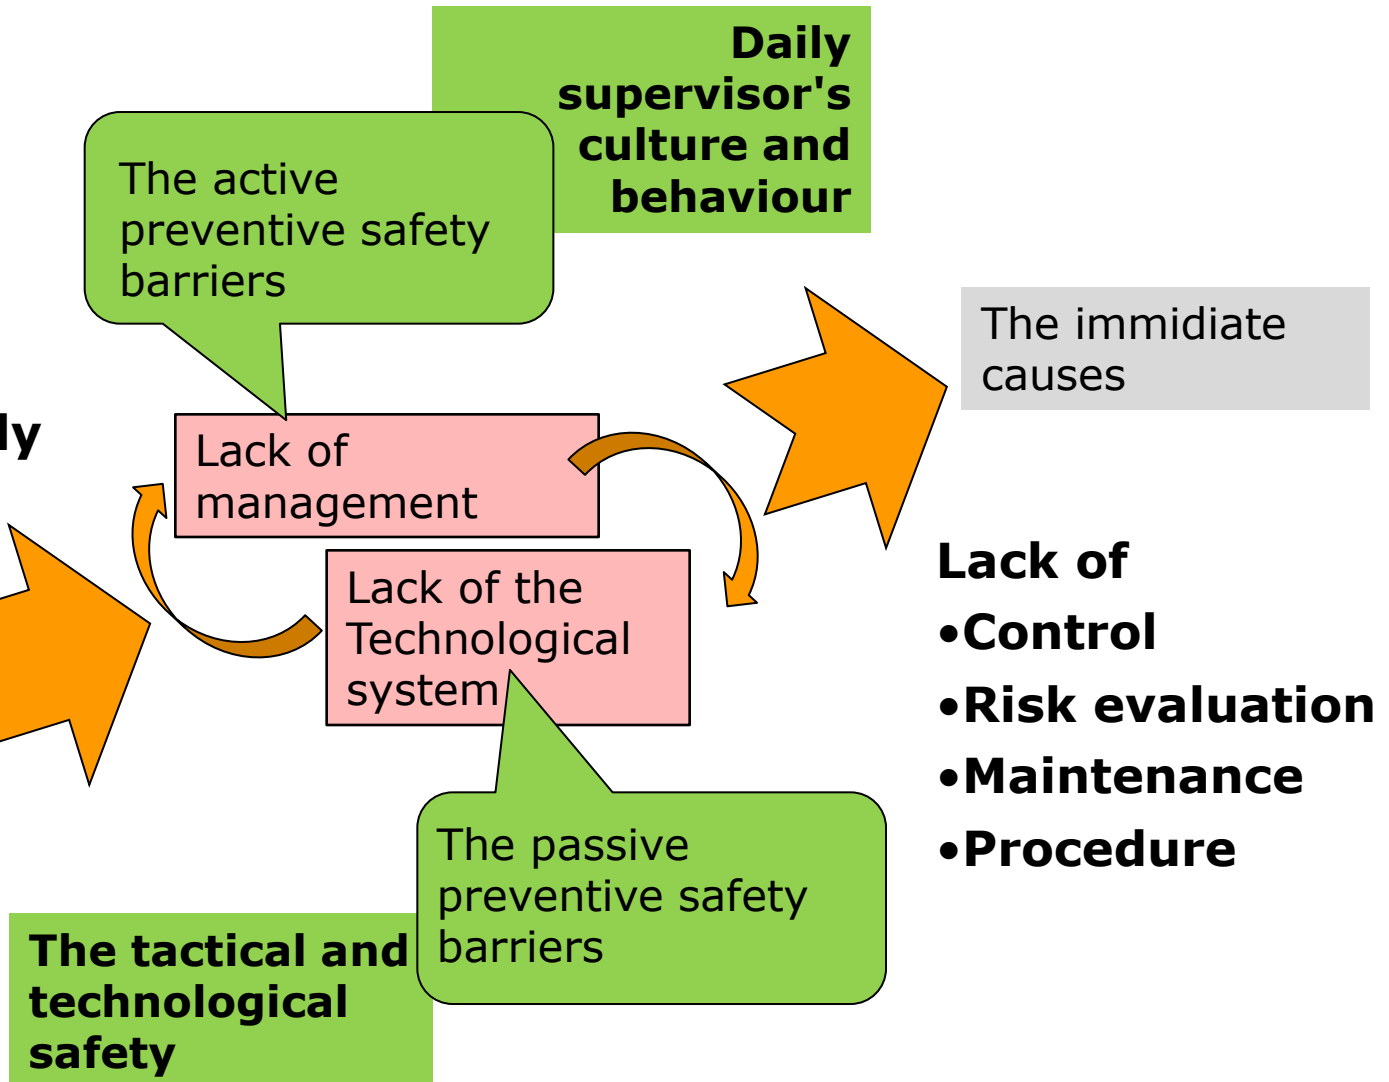 Daily
supervisor's
culture and
behaviour
The active
preventive safety
barriers
The immidiate
causes
ly
Lack of
management
Lack of the
Technological
system
Lack of
•Control
•Risk evaluation
•Maintenance
•Procedure
The passive
preventive safety
barriers
The tactical and
technological
safety